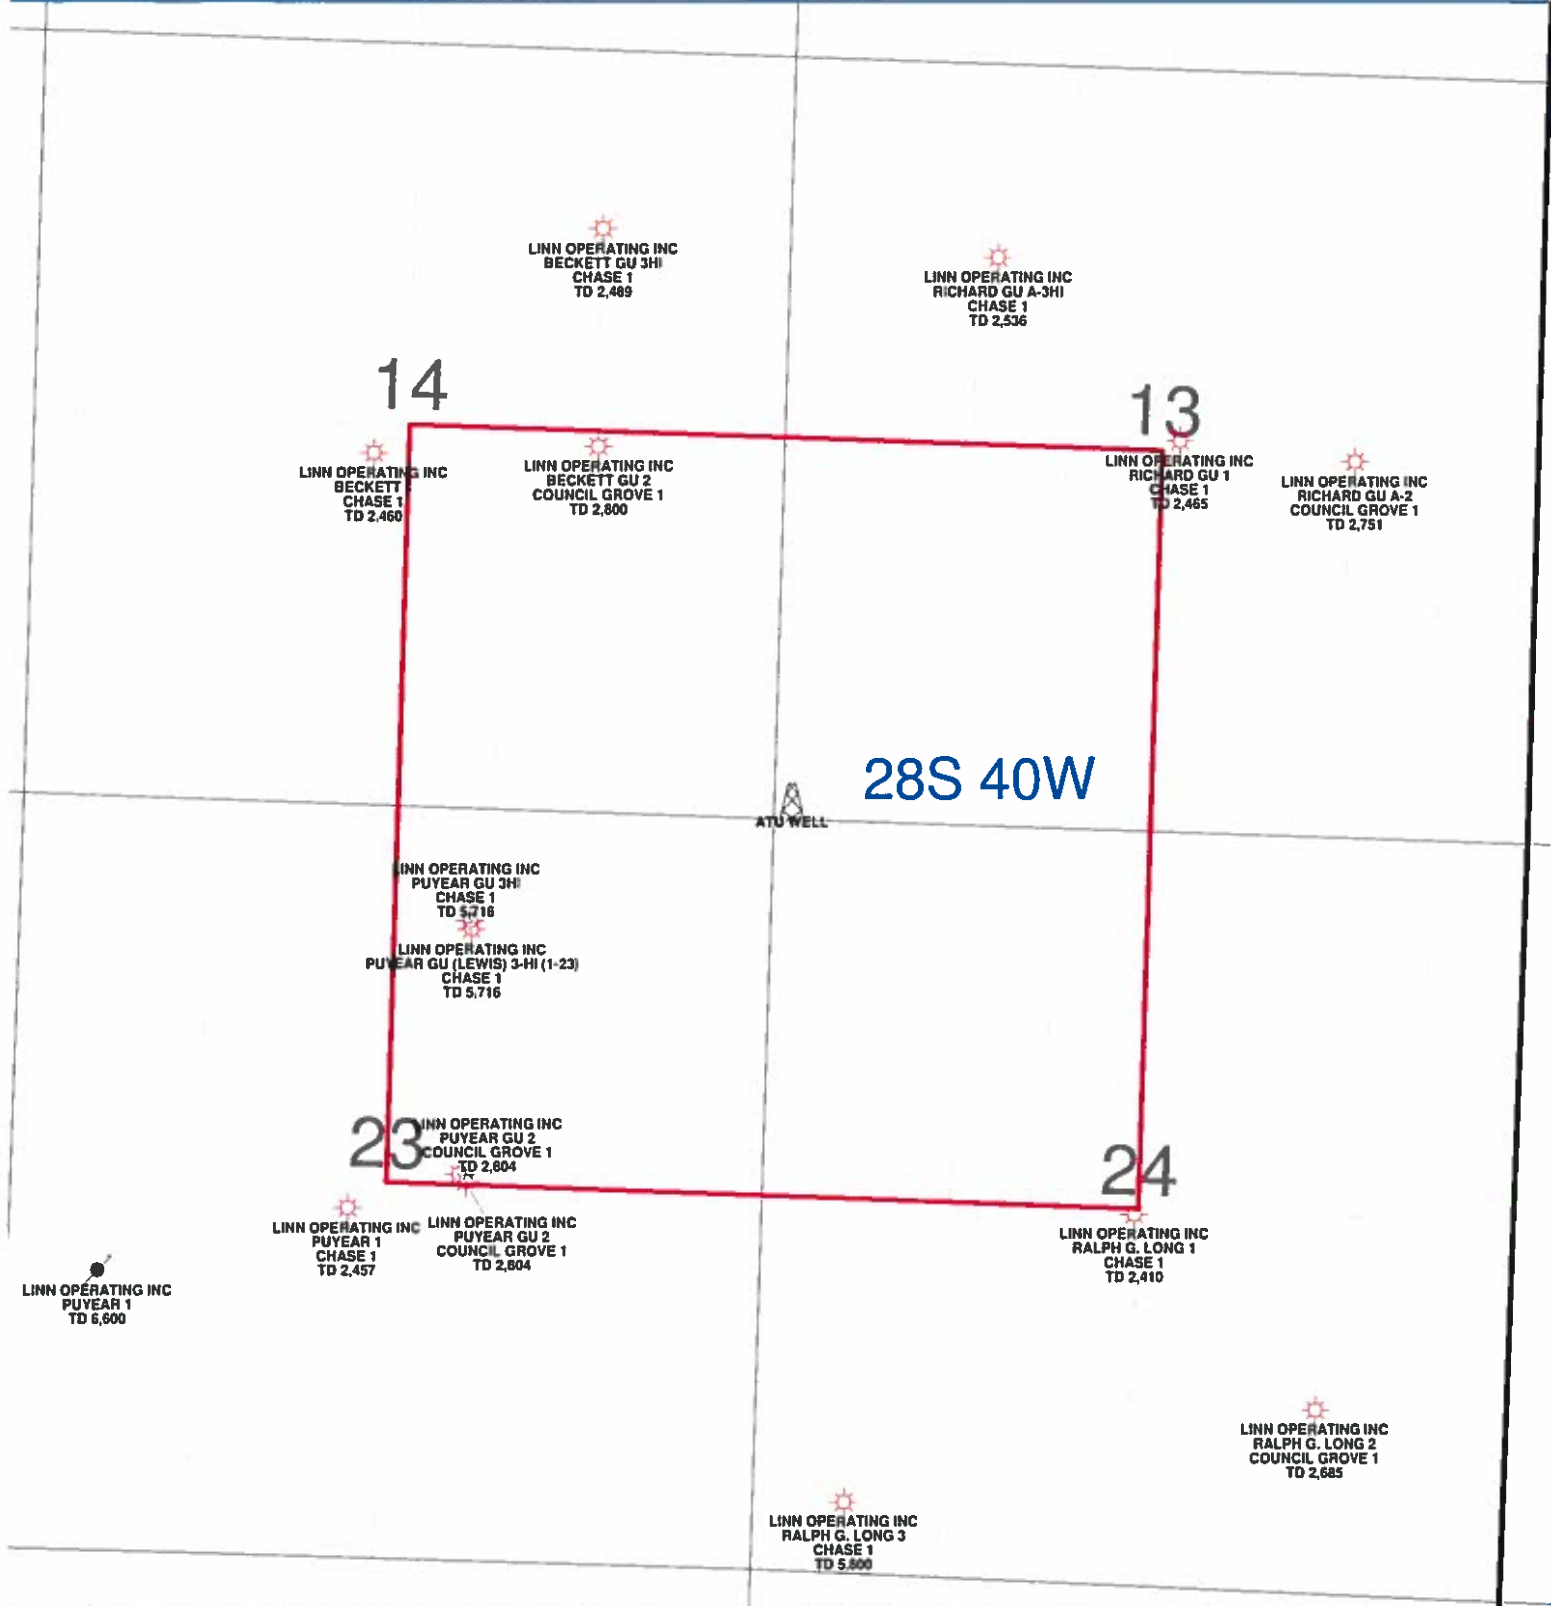 LINN OPERATING INC
BECKETT GU 3HI
CHASE 1
TD 2,489
LINN OPERATING INC
RICHARD GU A-3HI
CHASE 1
TD 2,536
14
13
LINN OPERATING INC
BECKETT
CHASE 1
TD 2,460
LINN OPERATING INC
BECKETT GU 2
COUNCIL GROVE 1
TD 2,800
LINN OPERATING INC
RICHARD GU 1
CHASE 1
TD 2,465
LINN OPERATING INC
RICHARD GU A-2
COUNCIL GROVE 1
TD 2,751
28S 40W
ATU WELL
LINN OPERATING INC
PUYEAR GU 3HI
CHASE 1
TD 5,716
LINN OPERATING INC
PUYEAR GU (LEWIS) 3-HI (1-23)
CHASE 1
TD 5,716
23
LINN OPERATING INC
PUYEAR GU 2
COUNCIL GROVE 1
TD 2,804
24
LINN OPERATING INC
PUYEAR 1
CHASE 1
TD 2,457
LINN OPERATING INC
PUYEAR GU 2
COUNCIL GROVE 1
TD 2,804
LINN OPERATING INC
RALPH G. LONG 1
CHASE 1
TD 2,410
LINN OPERATING INC
PUYEAR 1
TD 6,600
LINN OPERATING INC
RALPH G. LONG 2
COUNCIL GROVE 1
TD 2,685
LINN OPERATING INC
RALPH G. LONG 3
CHASE 1
TD 5,800